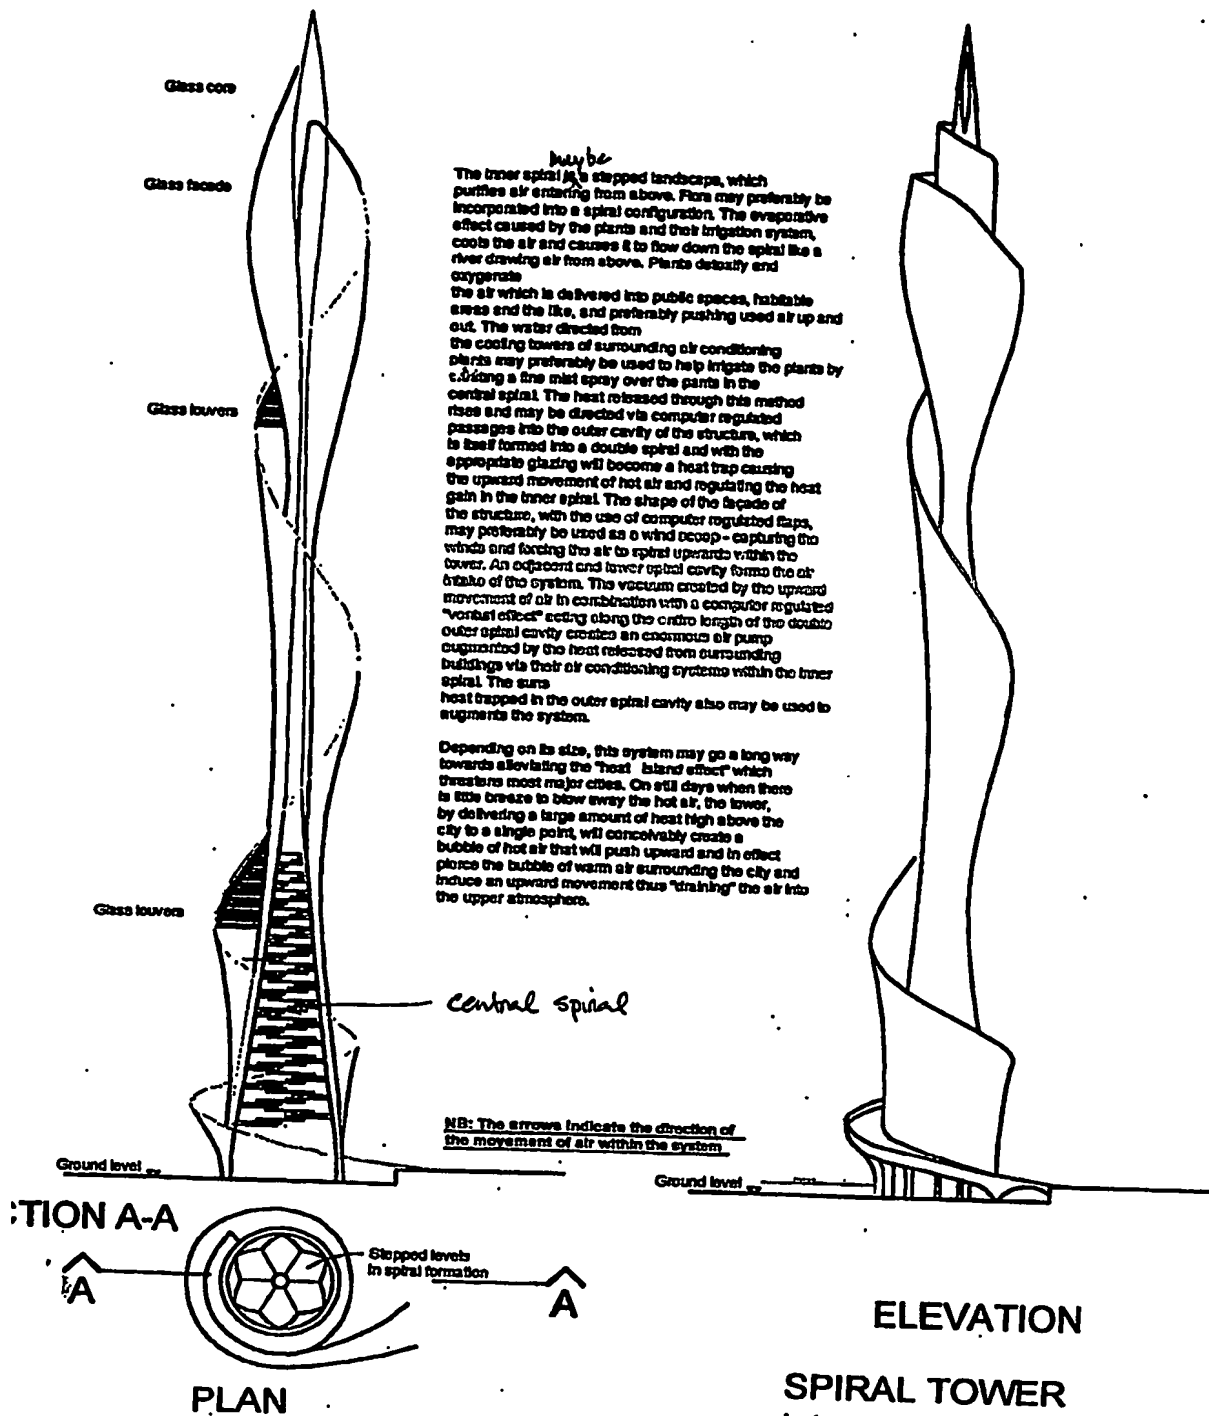 Glass core
Glass facade
Glass louvers
Glass louvers
maybe
The inner spiral is a stepped landscape, which
purifies air entering from above. Flora may preferably be
incorporated into a spiral configuration. The evaporative
effect caused by the plants and their irrigation system,
cools the air and causes it to flow down the spiral like a
river drawing air from above. Plants detoxify and
oxygenate
the air which is delivered into public spaces, habitable
areas and the like, and preferably pushing used air up and
out. The water directed from
the cooling towers of surrounding air conditioning
plants may preferably be used to help irrigate the plants by
a fine mist spray over the pants in the
central spiral. The heat released through this method
rises and may be directed via computer regulated
passages into the outer cavity of the structure, which
is itself formed into a double spiral and with the
appropriate glazing will become a heat trap causing
the upward movement of hot air and regulating the heat
gain in the inner spiral. The shape of the façade of
the structure, with the use of computer regulated flaps,
may preferably be used as a wind scoop - capturing the
winds and forcing the air to spiral upwards within the
tower. An adjacent and lower spiral cavity forms the air
intake of the system. The vacuum created by the upward
movement of air in combination with a computer regulated
"venturi effect" acting along the entire length of the double
outer spiral cavity creates an enormous air pump
augmented by the heat released from surrounding
buildings via their air conditioning systems within the inner
spiral. The suns
heat trapped in the outer spiral cavity also may be used to
augments the system.
Depending on its size, this system may go a long way
towards alleviating the "heat island effect" which
threatens most major cities. On still days when there
is little breeze to blow away the hot air, the tower,
by delivering a large amount of heat high above the
city to a single point, will conceivably create a
bubble of hot air that will push upward and in effect
pierce the bubble of warm air surrounding the city and
induce an upward movement thus "draining" the air into
the upper atmosphere.
central spiral
NB: The arrows indicate the direction of
the movement of air within the system
Ground level
Ground level
TION A-A
Stepped levels
in spiral formation
A
A
PLAN
ELEVATION
SPIRAL TOWER